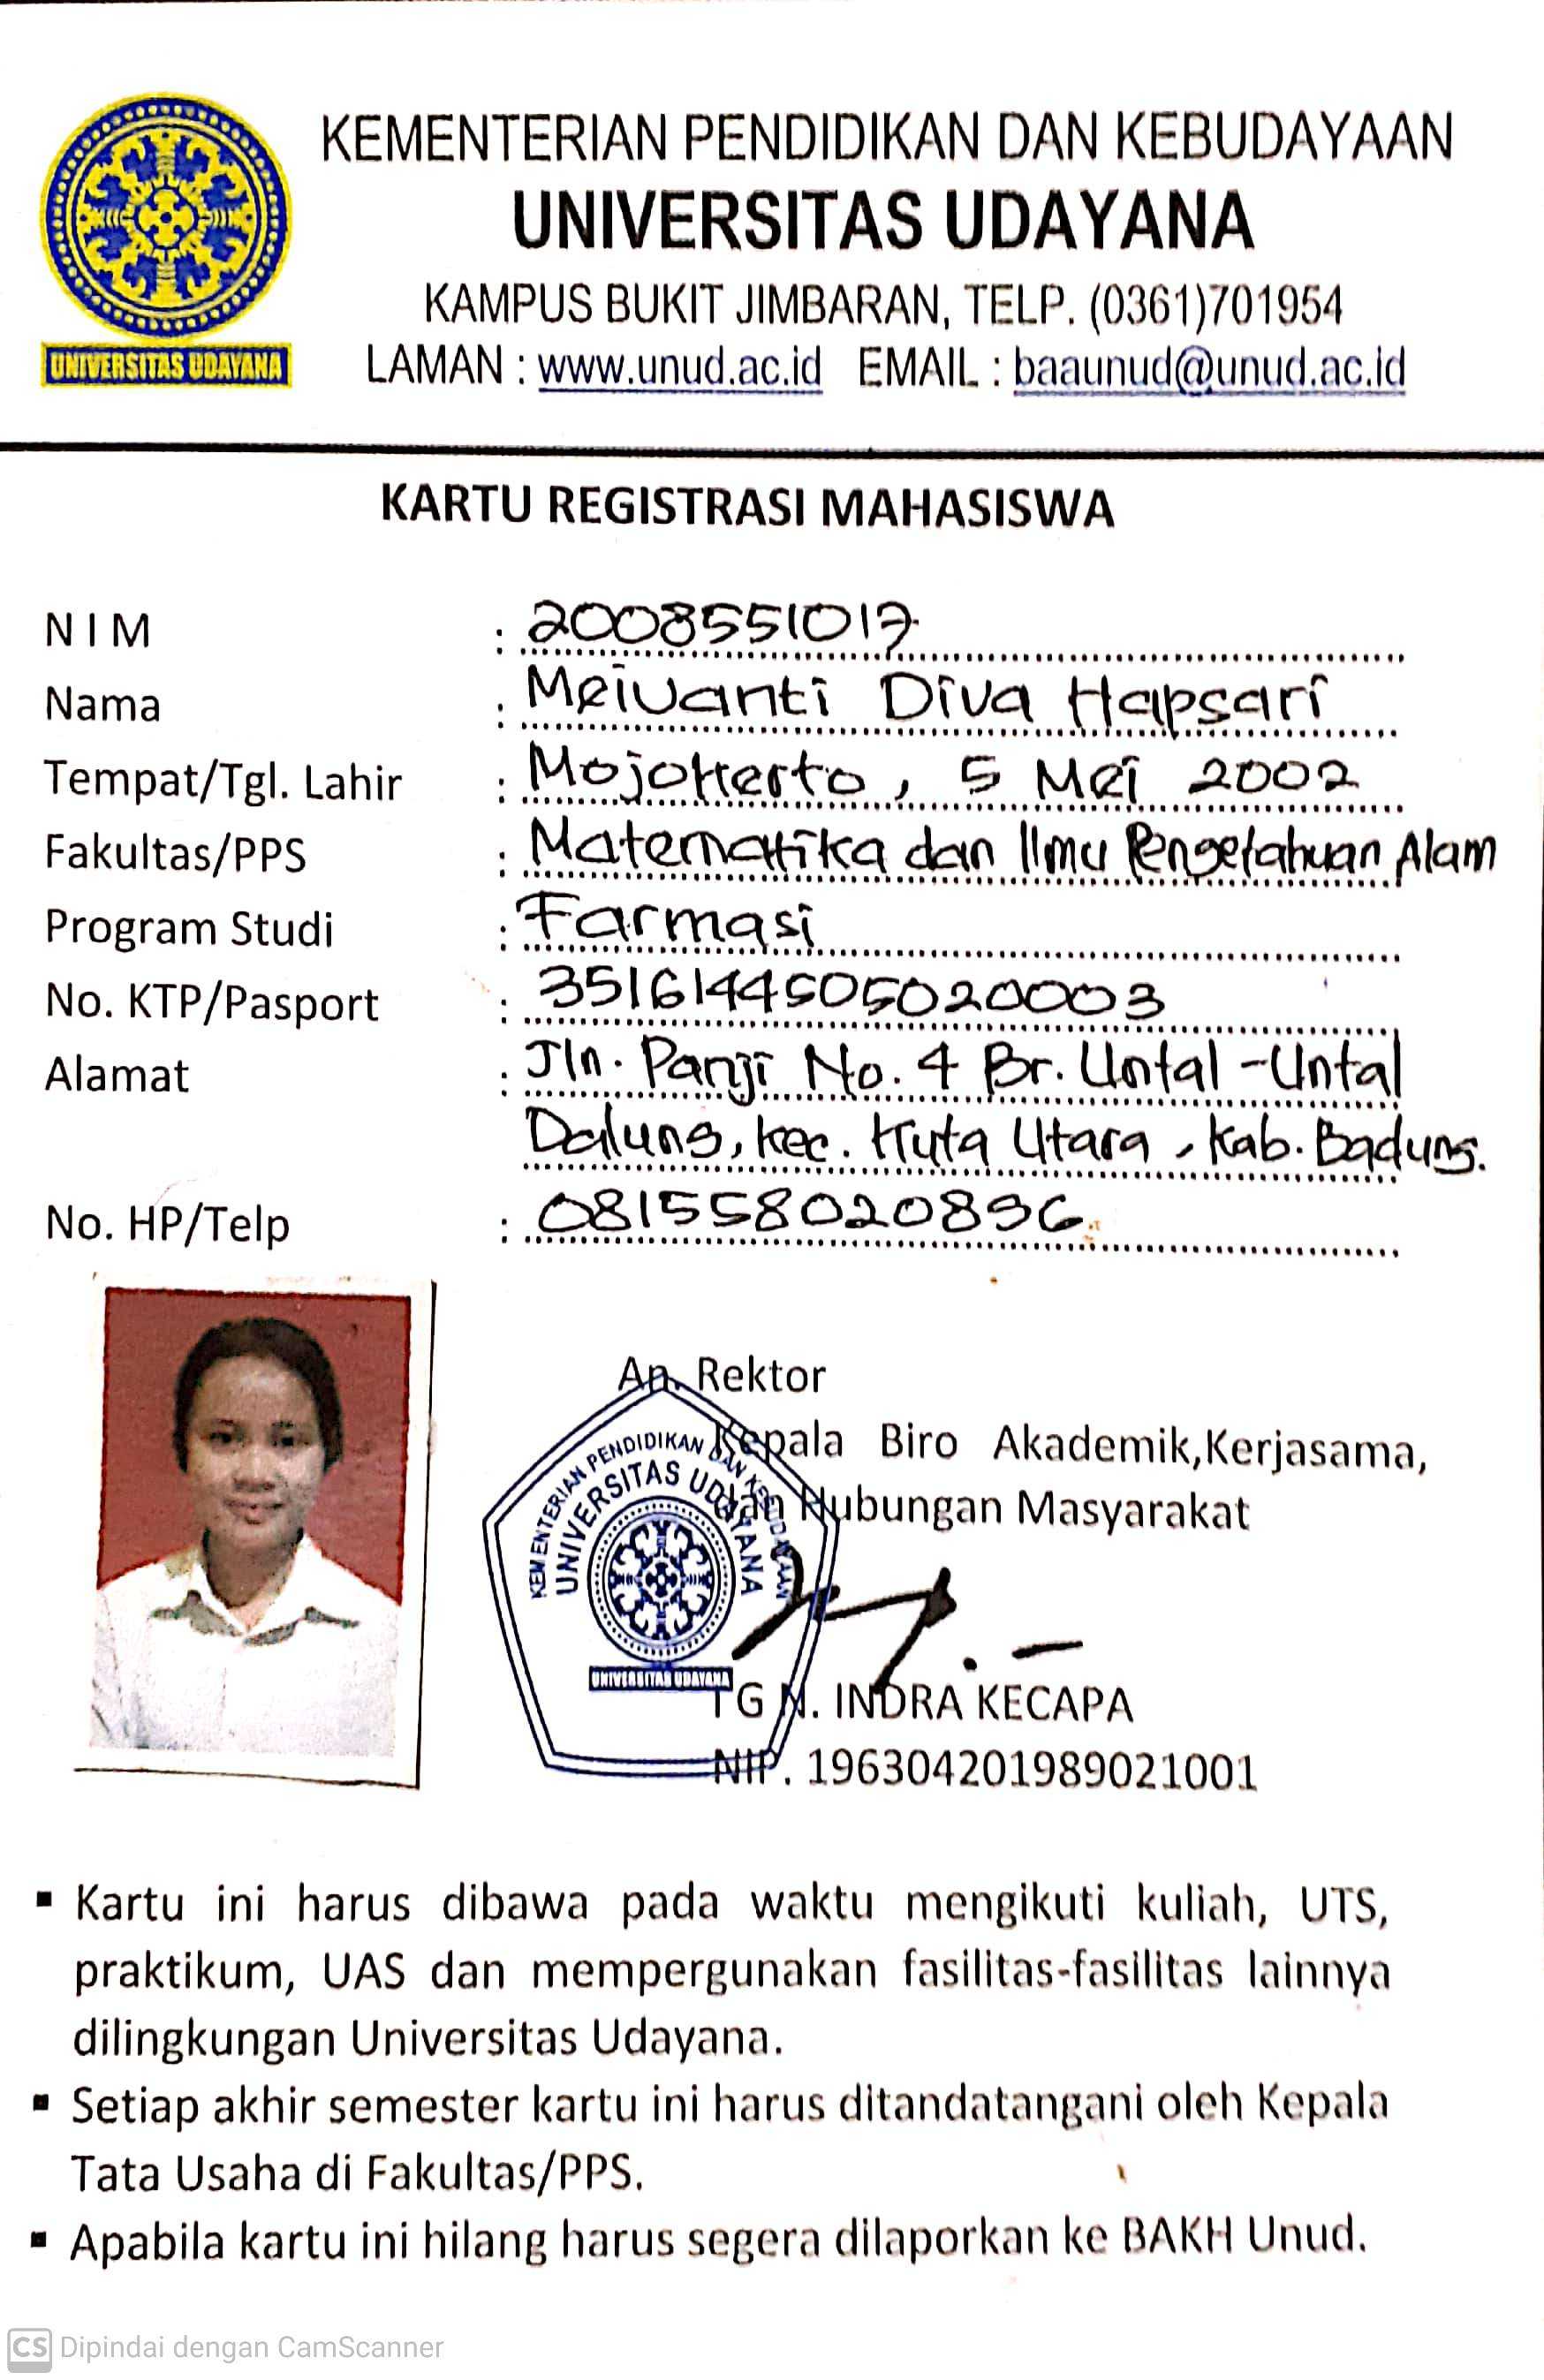 KEMENTERIAN PENDIDIKAN DAN KEBUDAYAAN
UNIVERSITAS UDAYANA
KAMPUS BUKIT JIMBARAN, TELP. (0361)701954
LAMAN : www.unud.ac.id EMAIL : baaunud@unud.ac.id
UNIVERSITAS UDAYANA
KARTU REGISTRASI MAHASISWA
NIM : 2008551017
Nama : Meivanti Diva Hapsari
Tempat/Tgl. Lahir : Mojokerto, 5 Mei 2002
Fakultas/PPS : Matematika dan Ilmu Pengetahuan Alam
Program Studi : Farmasi
No. KTP/Pasport : 3516144505020003
Alamat : Jln. Panji No. 4 Br. Untal-Untal
Dalung, Kec. Kuta Utara, Kab. Badung.
No. HP/Telp : 081558020896
An. Rektor
Kepala Biro Akademik,Kerjasama,
dan Hubungan Masyarakat
KEMENTERIAN PENDIDIKAN DAN KEBUDAYAAN
UNIVERSITAS UDAYANA
UNIVERSITAS UDAYANA
TG N. INDRA KECAPA
NIP. 196304201989021001
▪ Kartu ini harus dibawa pada waktu mengikuti kuliah, UTS,
praktikum, UAS dan mempergunakan fasilitas-fasilitas lainnya
dilingkungan Universitas Udayana.
▪ Setiap akhir semester kartu ini harus ditandatangani oleh Kepala
Tata Usaha di Fakultas/PPS.
▪ Apabila kartu ini hilang harus segera dilaporkan ke BAKH Unud.
CS Dipindai dengan CamScanner